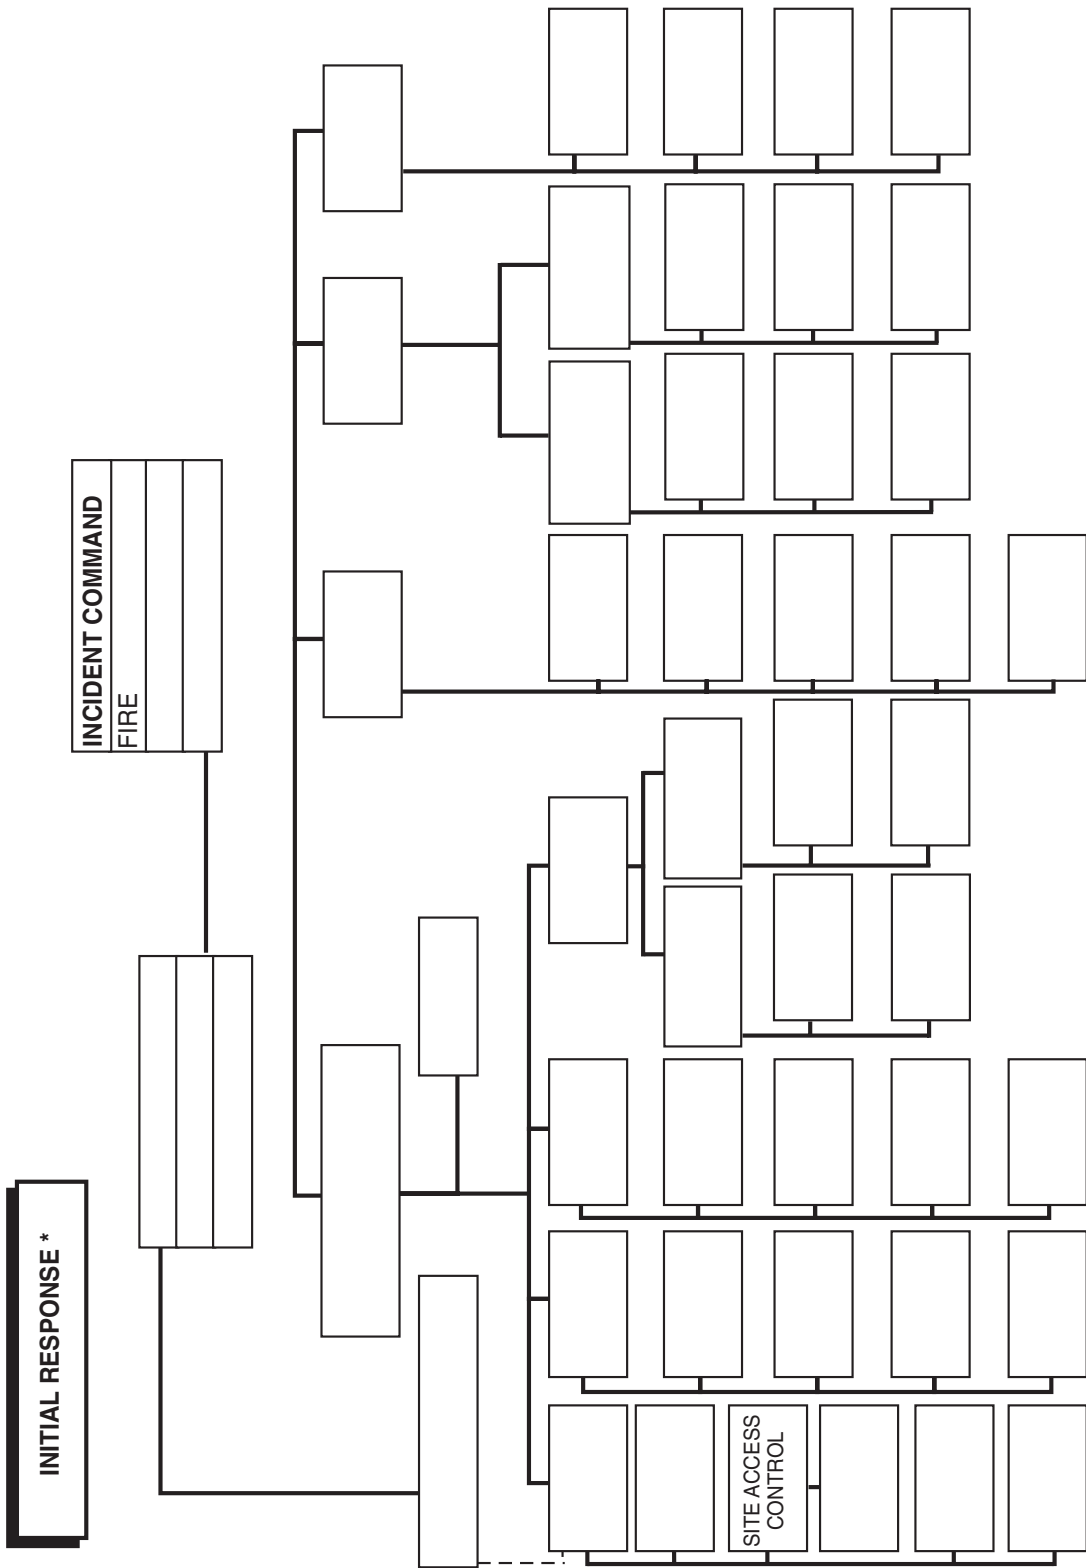 INITIAL RESPONSE *
INCIDENT COMMAND
FIRE
SITE ACCESS
CONTROL